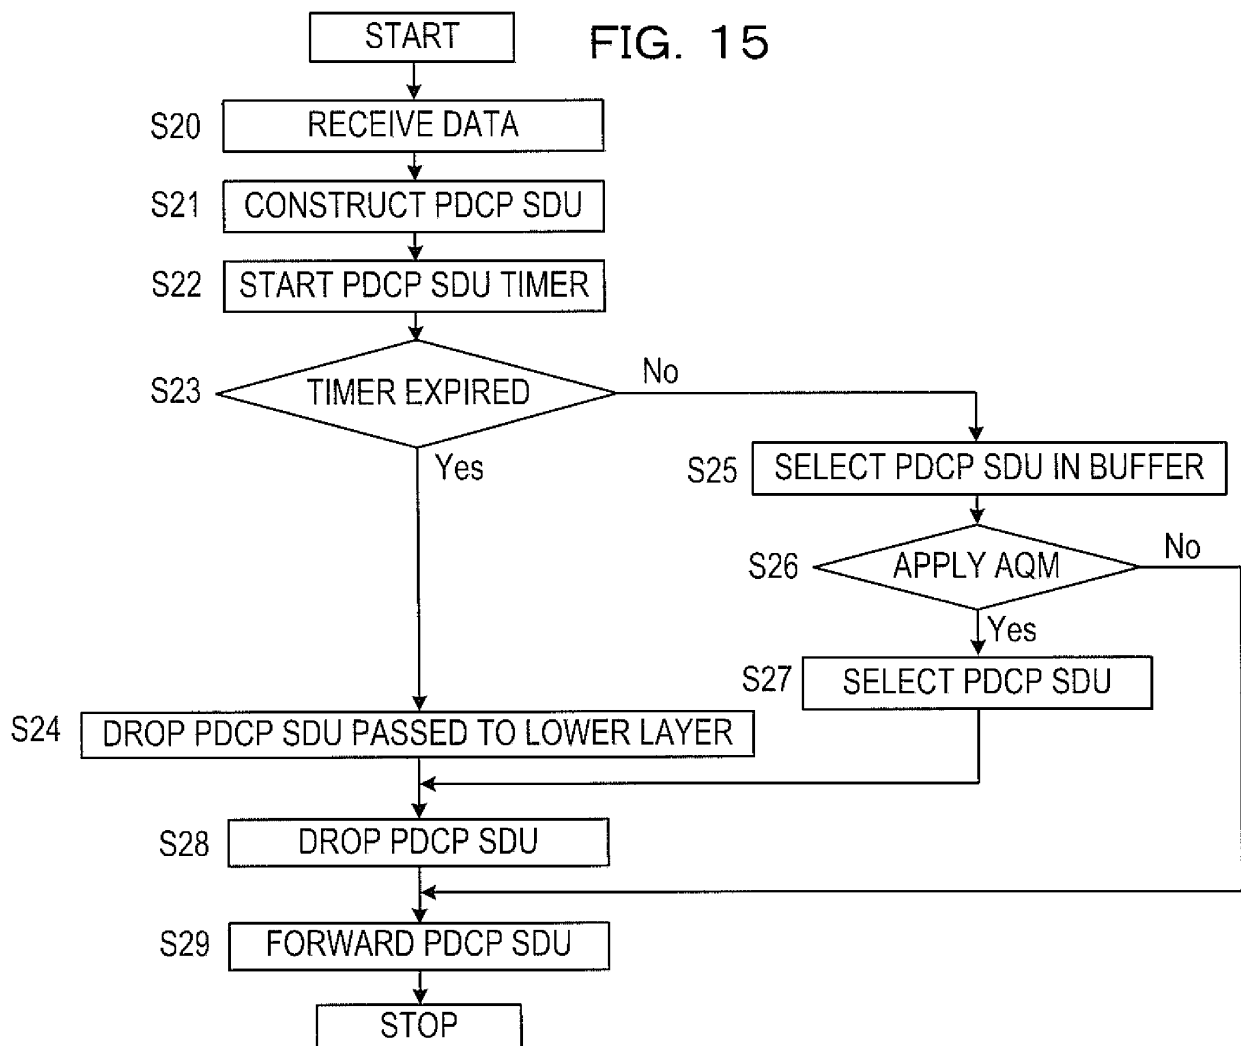 START
FIG. 15
S20
RECEIVE DATA
S21
CONSTRUCT PDCP SDU
S22
START PDCP SDU TIMER
S23
TIMER EXPIRED
No
Yes
S25
SELECT PDCP SDU IN BUFFER
S26
APPLY AQM
No
Yes
S27
SELECT PDCP SDU
S24
DROP PDCP SDU PASSED TO LOWER LAYER
S28
DROP PDCP SDU
S29
FORWARD PDCP SDU
STOP